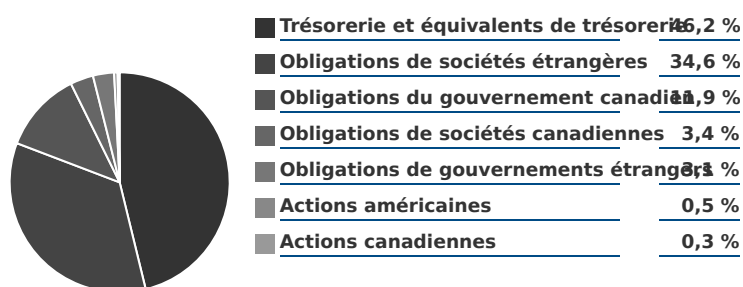 Trésorerie et équivalents de trésorerie 46,2 %
Obligations de sociétés étrangères 34,6 %
Obligations du gouvernement canadien 11,9 %
Obligations de sociétés canadiennes 3,4 %
Obligations de gouvernements étrangers 3,1 %
Actions américaines 0,5 %
Actions canadiennes 0,3 %